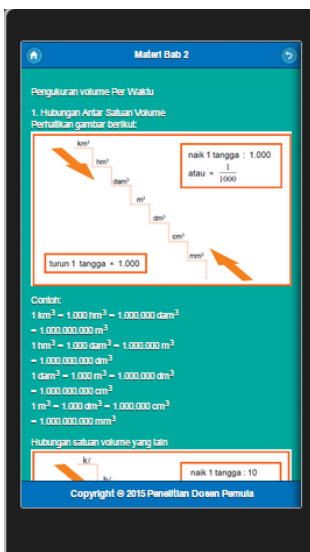 Materi Bab 2
Pengukuran volume Per Waktu
1. Hubungan Antar Satuan Volume
Perhatikan gambar berikut:
km³
hm³
dam³
m³
dm³
cm³
mm³
naik 1 tangga : 1.000
atau × 1/1000
turun 1 tangga × 1.000
Contoh:
1 km³ = 1.000 hm³ = 1.000.000 dam³
= 1.000.000.000 m³
1 hm³ = 1.000 dam³ = 1.000.000 m³
= 1.000.000.000 dm³
1 dam³ = 1.000 m³ = 1.000.000 dm³
= 1.000.000.000 cm³
1 m³ = 1.000 dm³ = 1.000.000 cm³
= 1.000.000.000 mm³
Hubungan satuan volume yang lain
kl
hl
naik 1 tangga : 10
Copyright © 2015 Penelitian Dosen Pemula